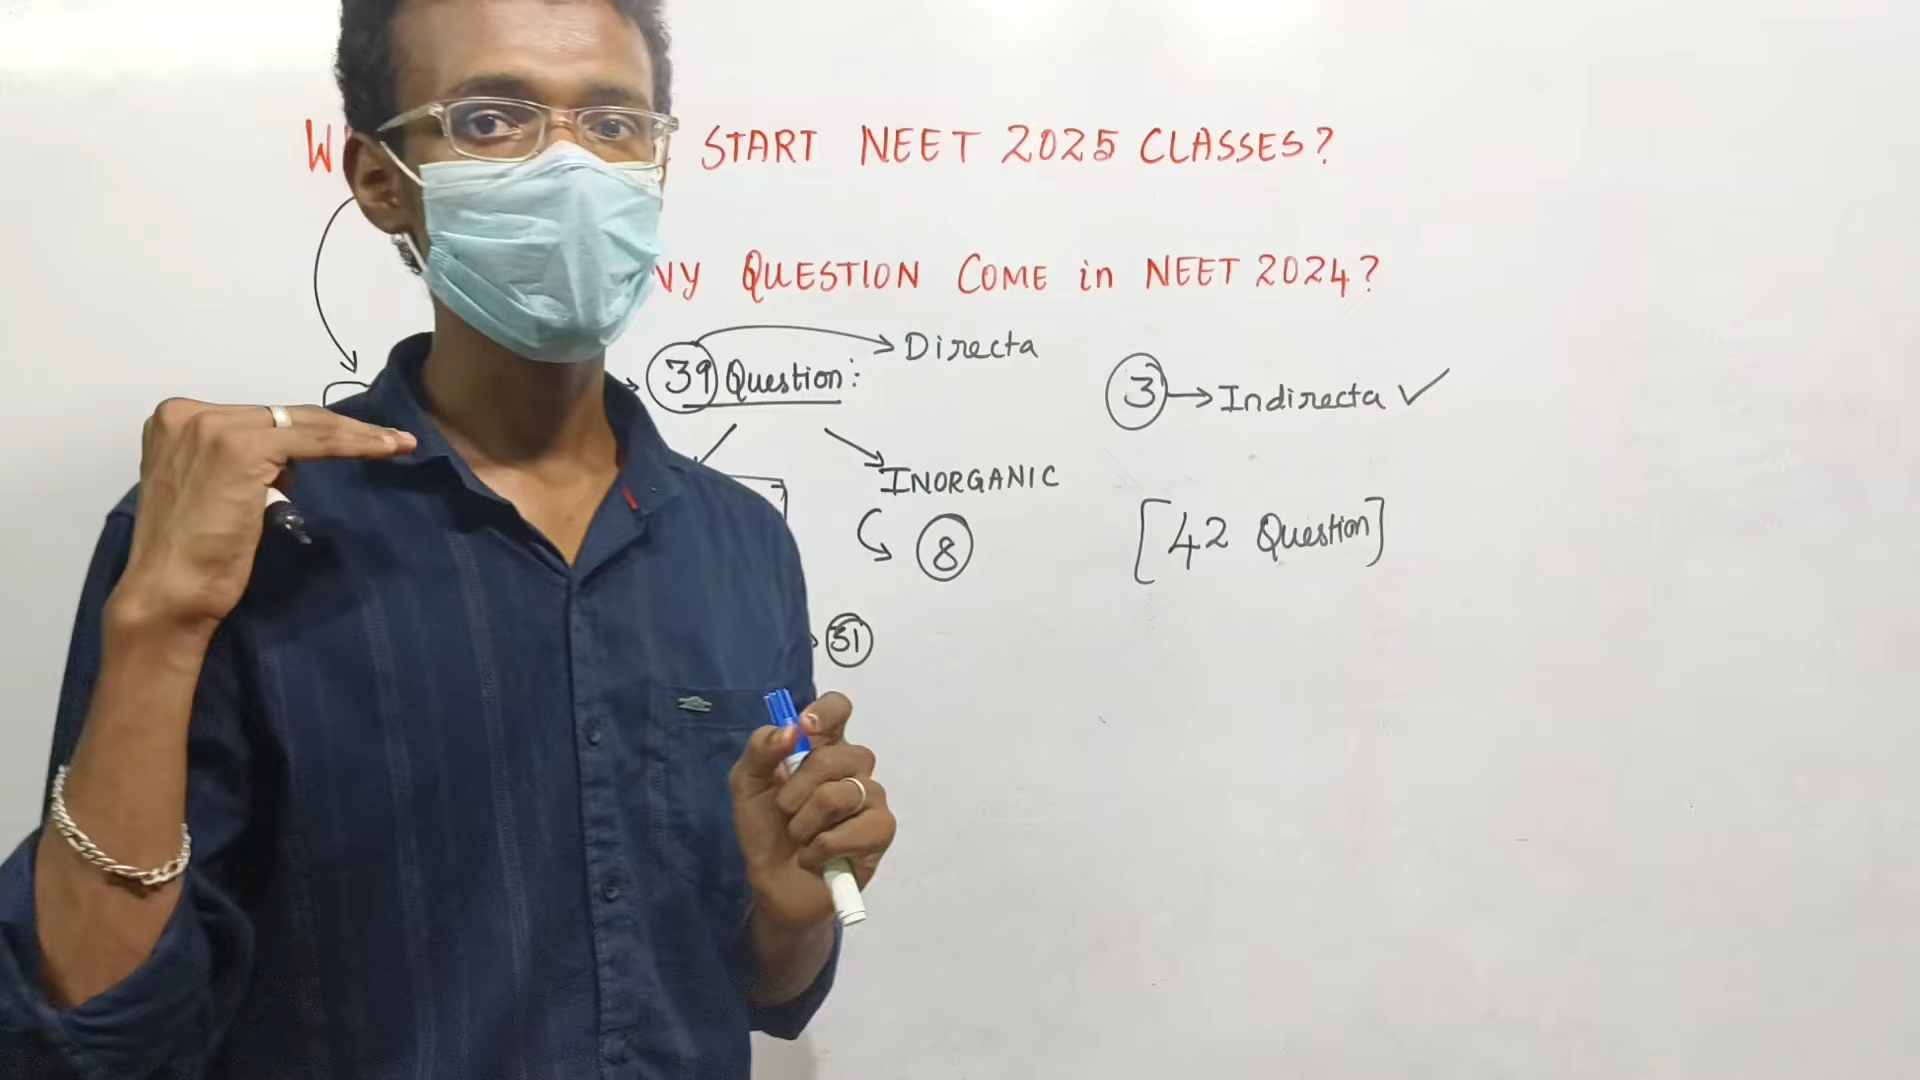 START NEET 2025 CLASSES?
QUESTION COME in NEET 2024?
39 Question: → Directa
3 → Indirecta ✓
INORGANIC
8
[42 Question]
31